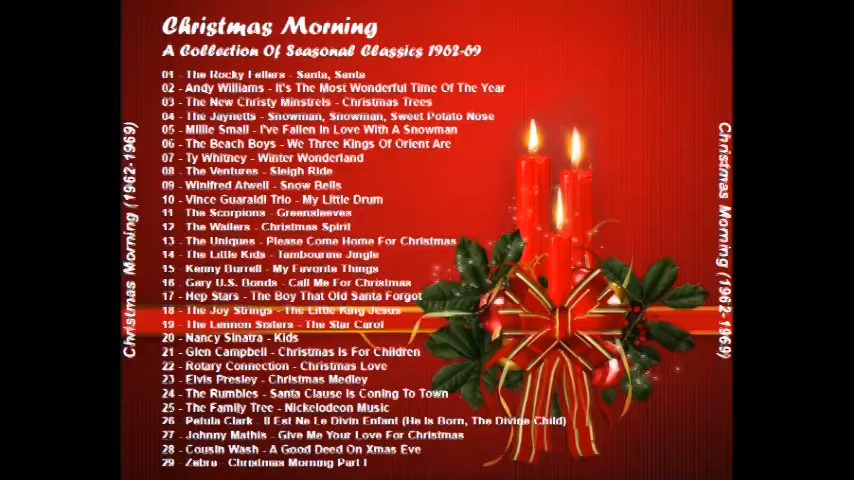 Christmas Morning
A Collection Of Seasonal Classics 1962-69
01 - The Rocky Fellers - Santa, Santa
02 - Andy Williams - It's The Most Wonderful Time Of The Year
03 - The New Christy Minstrels - Christmas Trees
04 - The Jaynetts - Snowman, Snowman, Sweet Potato Nose
05 - Millie Small - I've Fallen In Love With A Snowman
06 - The Beach Boys - We Three Kings Of Orient Are
07 - Ty Whitney - Winter Wonderland
08 - The Ventures - Sleigh Ride
09 - Winifred Atwell - Snow Bells
10 - Vince Guaraldi Trio - My Little Drum
11 - The Scorpions - Greensleeves
12 - The Wailers - Christmas Spirit
13 - The Uniques - Please Come Home For Christmas
14 - The Little Kids - Tambourine Jingle
15 - Kenny Burrell - My Favorite Things
16 - Gary U.S. Bonds - Call Me For Christmas
17 - Hep Stars - The Boy That Old Santa Forgot
18 - The Joy Strings - The Little King Jesus
19 - The Lennon Sisters - The Star Carol
20 - Nancy Sinatra - Kids
21 - Glen Campbell - Christmas Is For Children
22 - Rotary Connection - Christmas Love
23 - Elvis Presley - Christmas Medley
24 - The Rumbles - Santa Clause Is Coning To Town
25 - The Family Tree - Nickelodeon Music
26 - Petula Clark - Il Est Ne Le Divin Enfant (He Is Born, The Divine Child)
27 - Johnny Mathis - Give Me Your Love For Christmas
28 - Cousin Wash - A Good Deed On Xmas Eve
29 - Zebra - Christmas Morning Part I
Christmas Morning (1962-1969)
Christmas Morning (1962-1969)